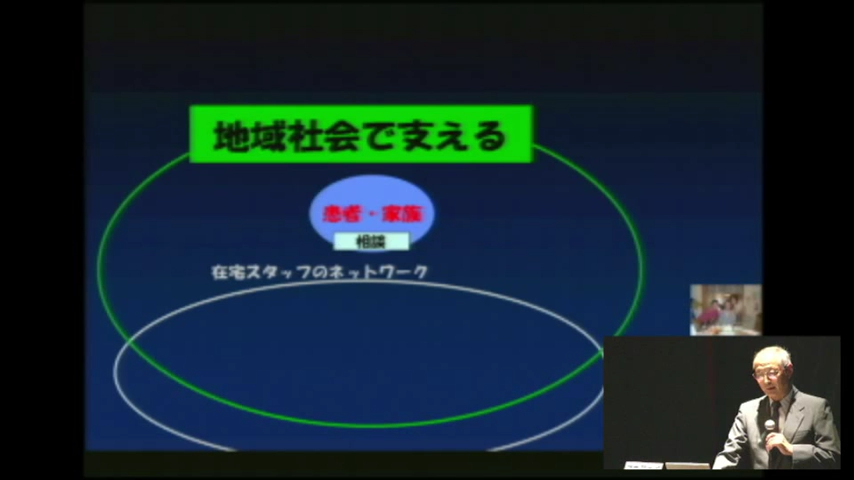 地域社会で支える
患者・家族
相談
在宅スタッフのネットワーク